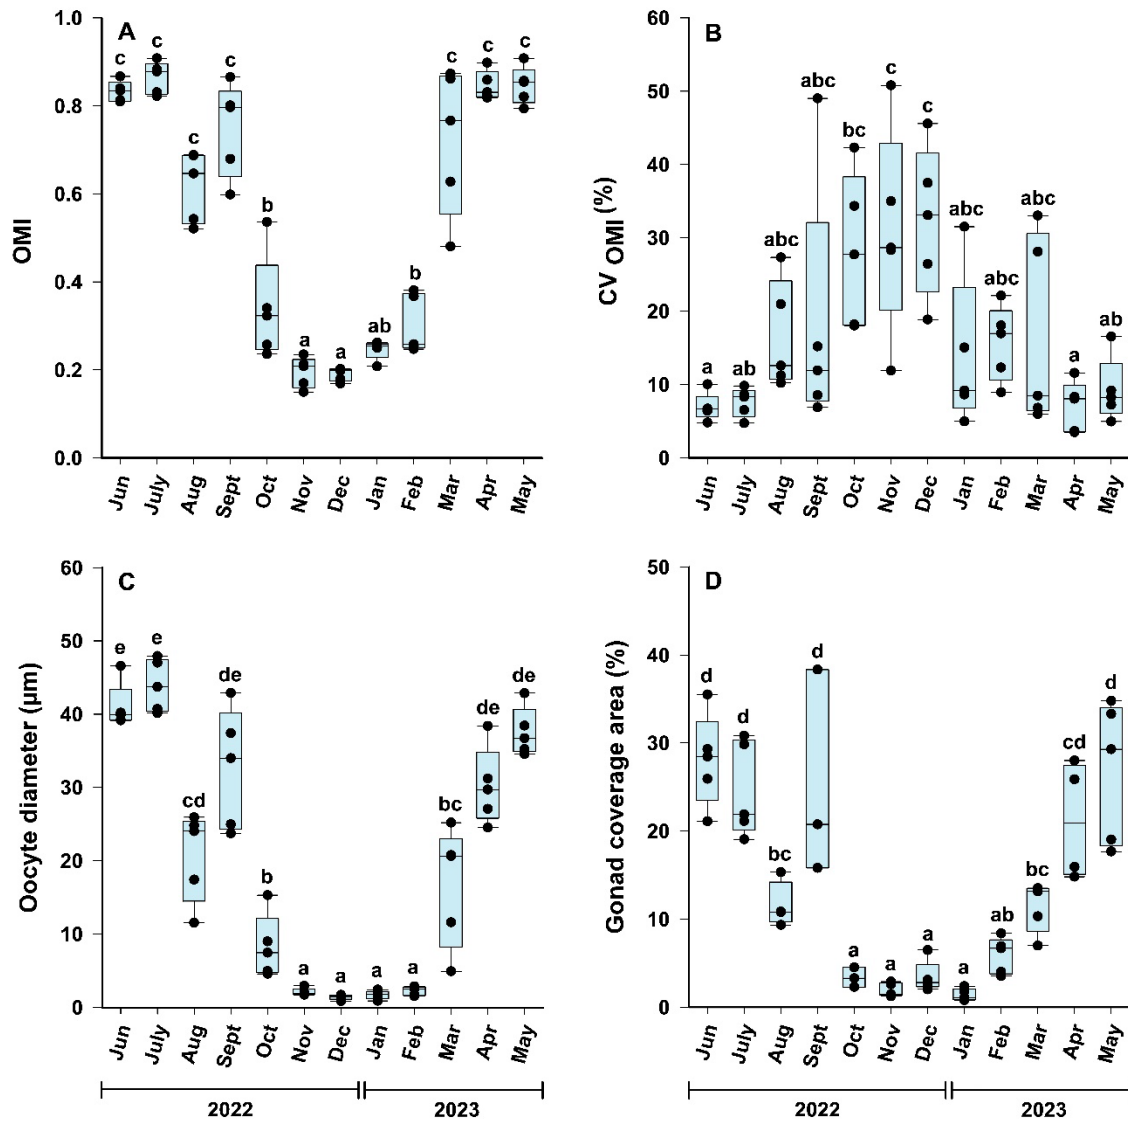 A
OMI
1.0
0.8
0.6
0.4
0.2
0.0
c c c c b a a ab b c c c
Jun July Aug Sept Oct Nov Dec Jan Feb Mar Apr May
B
CV OMI (%)
60
50
40
30
20
10
0
a ab abc abc bc c c abc abc abc a ab
Jun July Aug Sept Oct Nov Dec Jan Feb Mar Apr May
C
Oocyte diameter (µm)
60
50
40
30
20
10
0
e e cd de b a a a a bc de de
Jun July Aug Sept Oct Nov Dec Jan Feb Mar Apr May
2022 2023
D
Gonad coverage area (%)
50
40
30
20
10
0
d d bc d a a a a ab bc cd d
Jun July Aug Sept Oct Nov Dec Jan Feb Mar Apr May
2022 2023